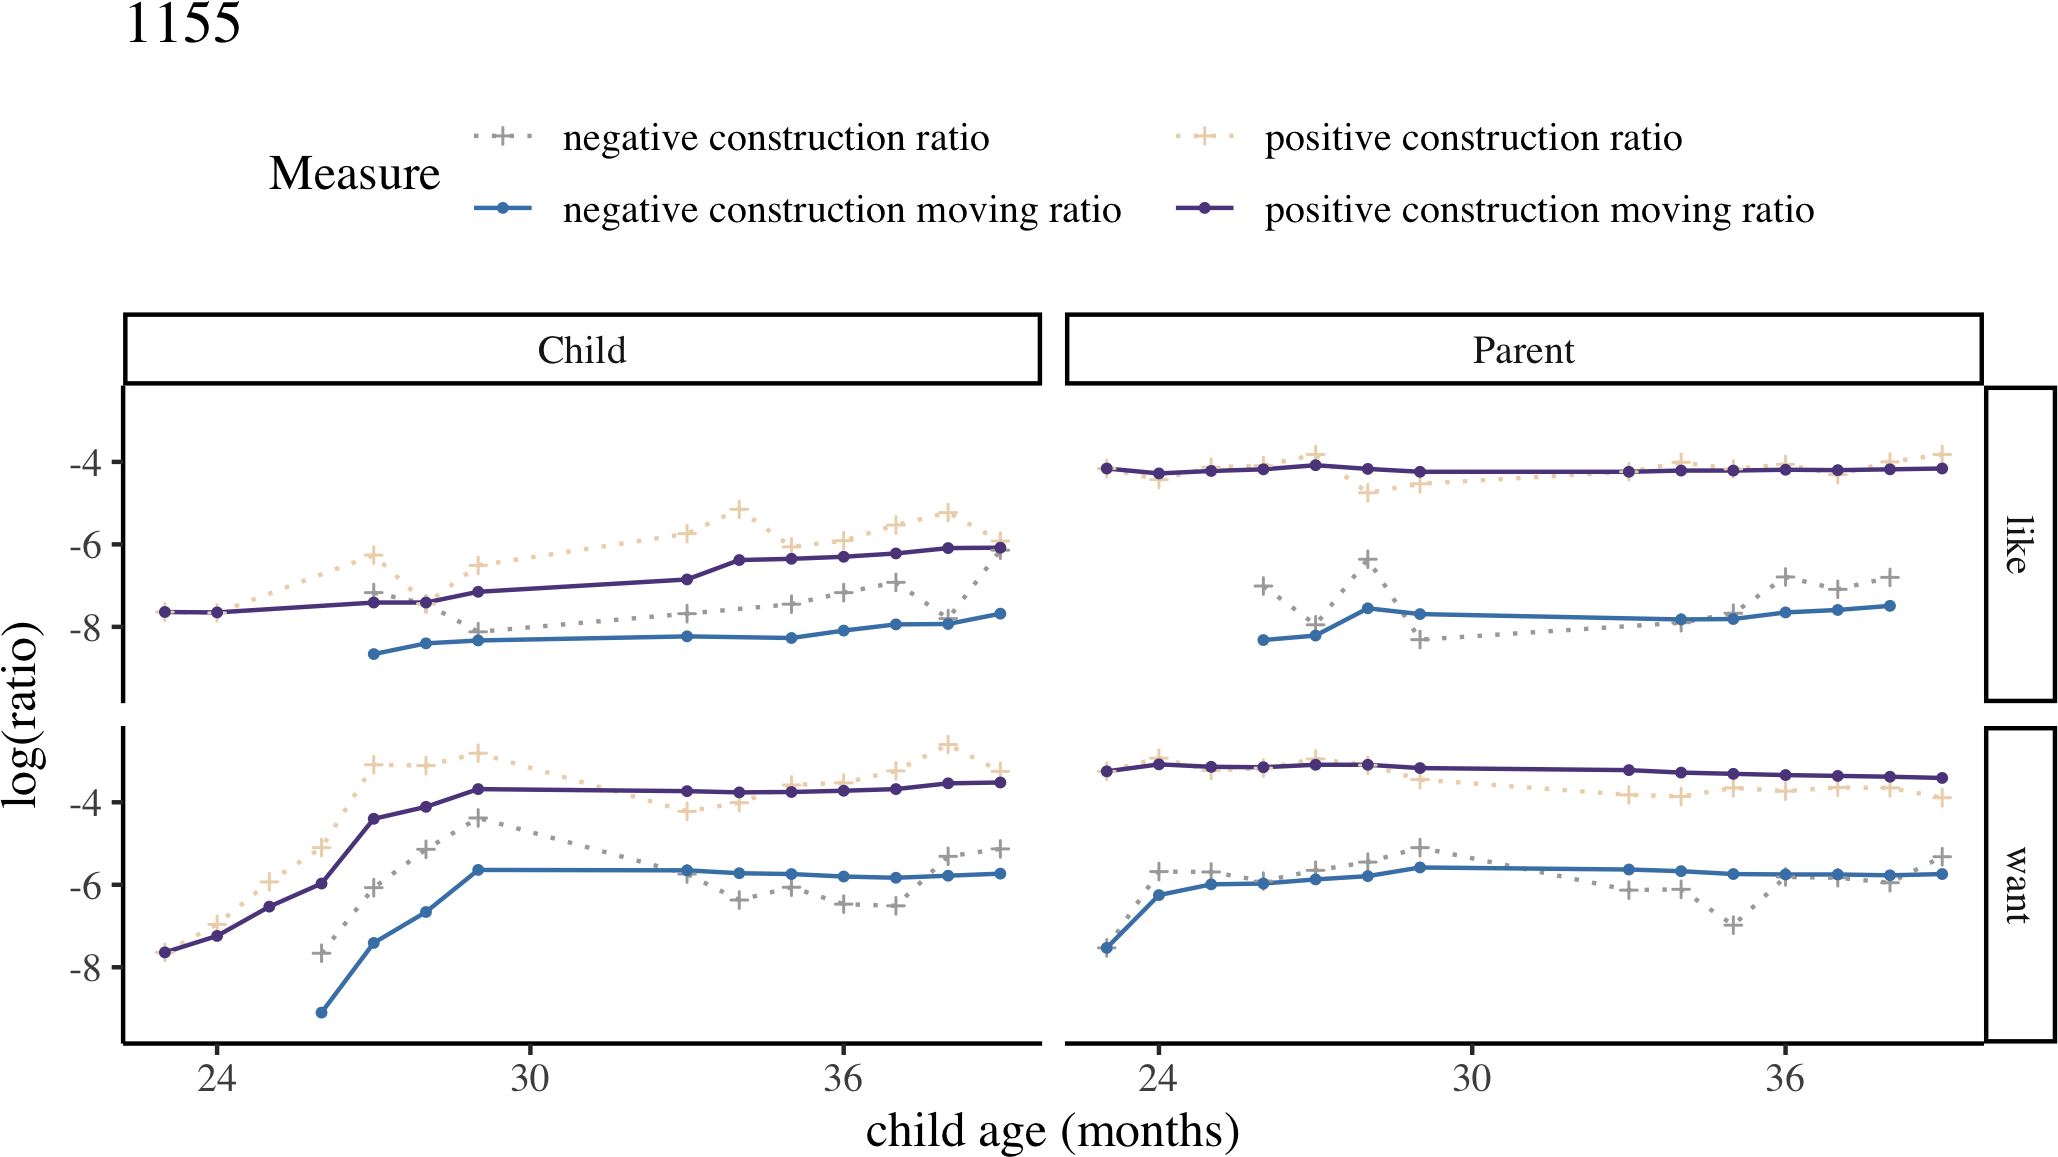 1155
Measure
negative construction ratio
positive construction ratio
negative construction moving ratio
positive construction moving ratio
Child
Parent
-4
-6
-8
like
-4
-6
-8
want
log(ratio)
24
30
36
24
30
36
child age (months)